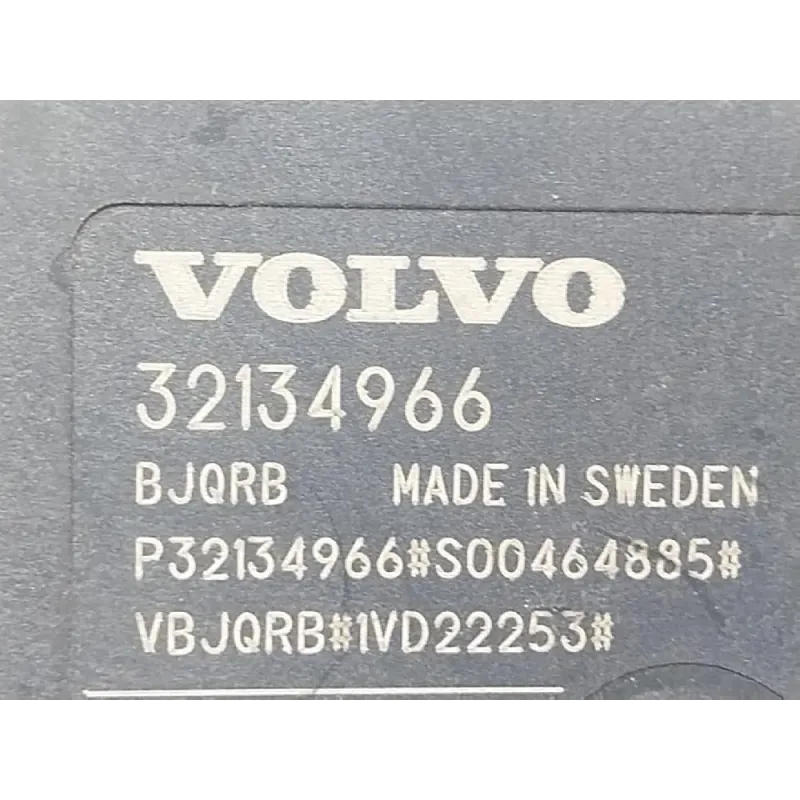 VOLVO
32134966
BJQRB MADE IN SWEDEN
P32134966#S00464885#
VBJQRB#1VD22253#